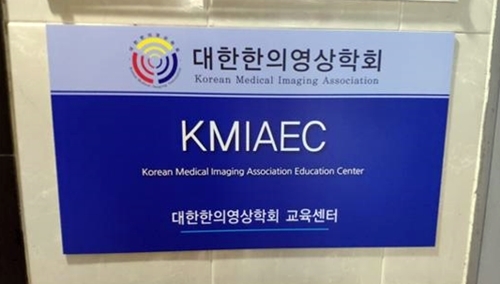 대한한의영상학회
Korean Medical Imaging Association
KMIAEC
Korean Medical Imaging Association Education Center
대한한의영상학회 교육센터